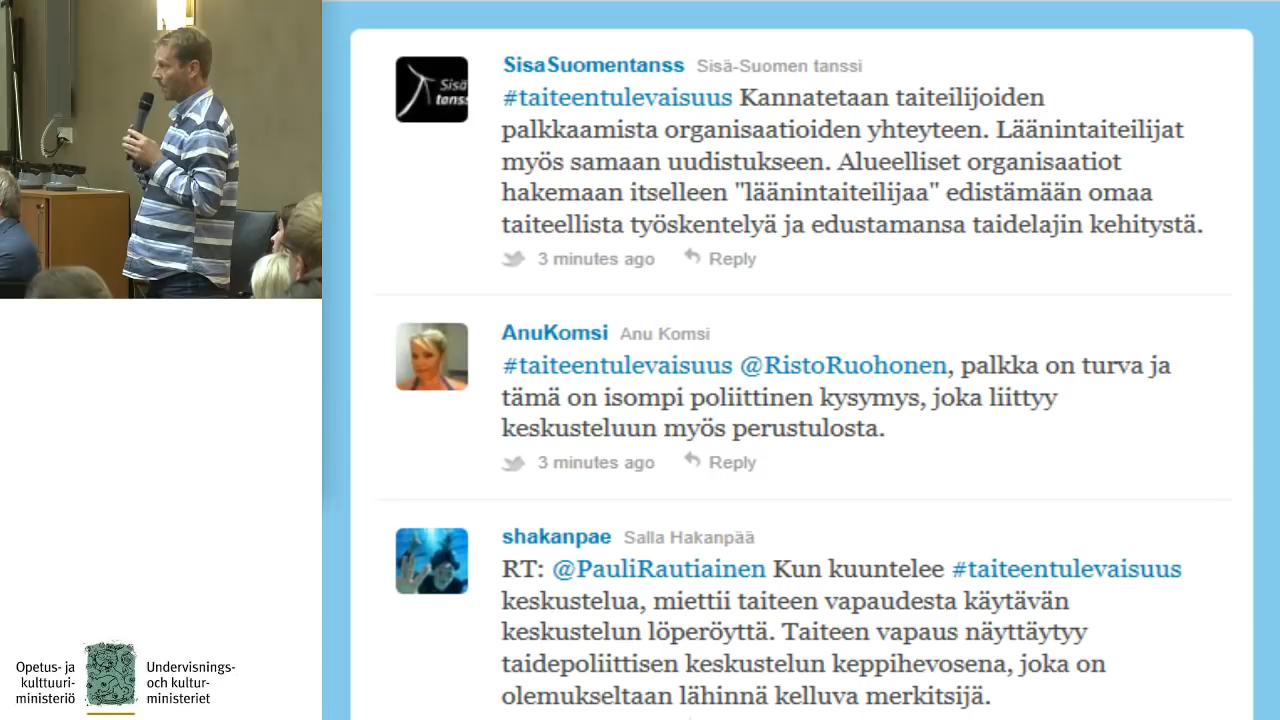 Sisä
tanss
SisaSuomentanss Sisä-Suomen tanssi
#taiteentulevaisuus Kannatetaan taiteilijoiden
palkkaamista organisaatioiden yhteyteen. Läänintaiteilijat
myös samaan uudistukseen. Alueelliset organisaatiot
hakemaan itselleen "läänintaiteilijaa" edistämään omaa
taiteellista työskentelyä ja edustamansa taidelajin kehitystä.
3 minutes ago Reply
AnuKomsi Anu Komsi
#taiteentulevaisuus @RistoRuohonen, palkka on turva ja
tämä on isompi poliittinen kysymys, joka liittyy
keskusteluun myös perustulosta.
3 minutes ago Reply
shakanpae Salla Hakanpää
RT: @PauliRautiainen Kun kuuntelee #taiteentulevaisuus
keskustelua, miettii taiteen vapaudesta käytävän
keskustelun löperöyttä. Taiteen vapaus näyttäytyy
taidepoliittisen keskustelun keppihevosena, joka on
olemukseltaan lähinnä kelluva merkitsijä.
Opetus- ja
kulttuuri-
ministeriö
Undervisnings-
och kultur-
ministeriet